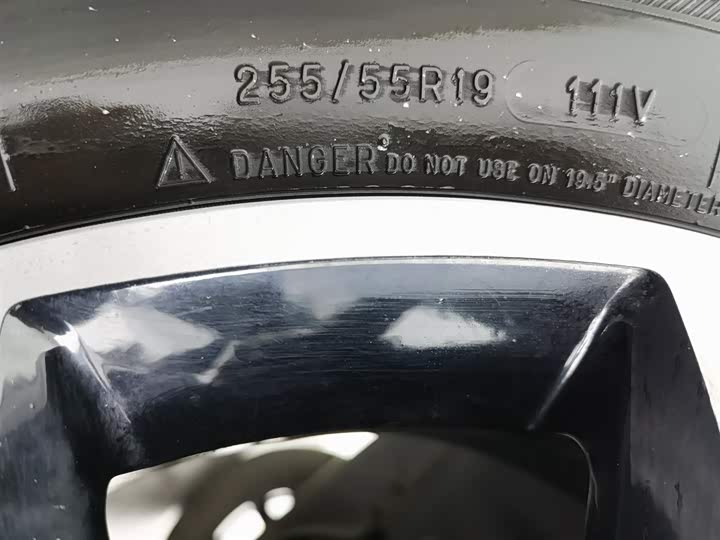 255/55R19 111V
DANGER DO NOT USE ON 19.5" DIAMETER